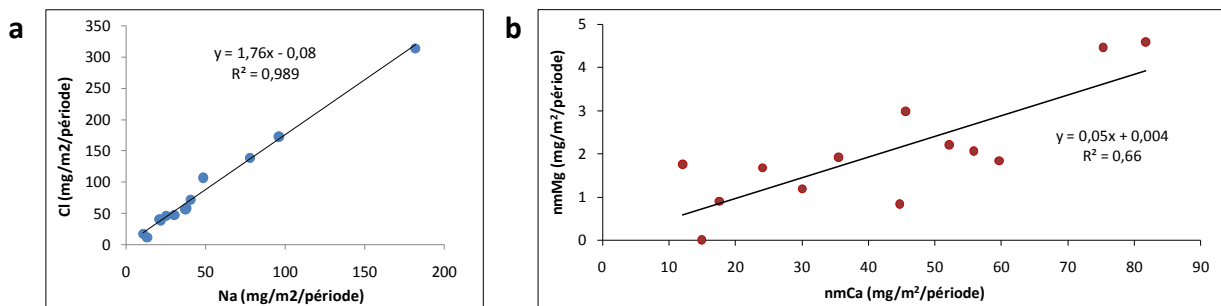 a
350
300
250
200
150
100
50
0
Cl (mg/m2/période)
y = 1,76x - 0,08
R² = 0,989
0 50 100 150 200
Na (mg/m2/période)
b
5
4
3
2
1
0
nmMg (mg/m²/période)
y = 0,05x + 0,004
R² = 0,66
0 10 20 30 40 50 60 70 80 90
nmCa (mg/m²/période)